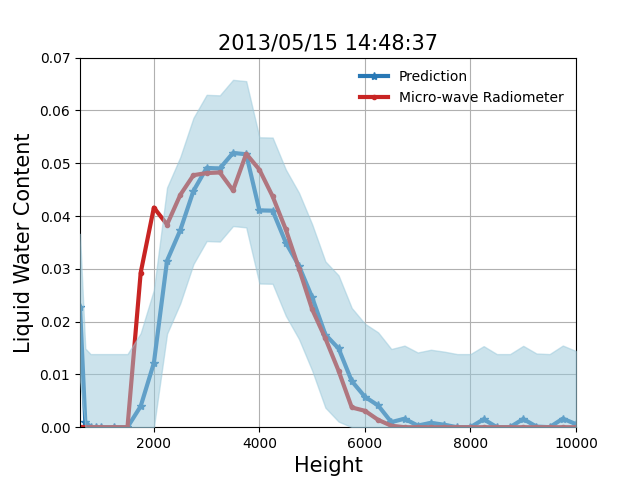 2013/05/15 14:48:37
0.07
0.06
0.05
0.04
0.03
0.02
0.01
0.00
Liquid Water Content
Prediction
Micro-wave Radiometer
2000 4000 6000 8000 10000
Height